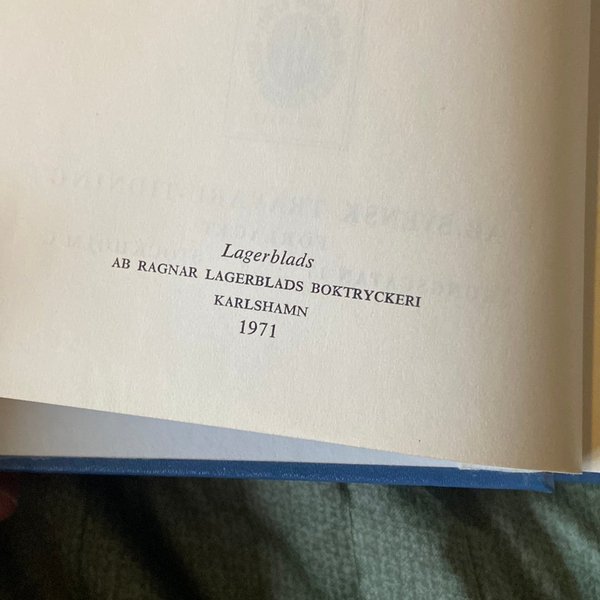 Lagerblads
AB RAGNAR LAGERBLADS BOKTRYCKERI
KARLSHAMN
1971